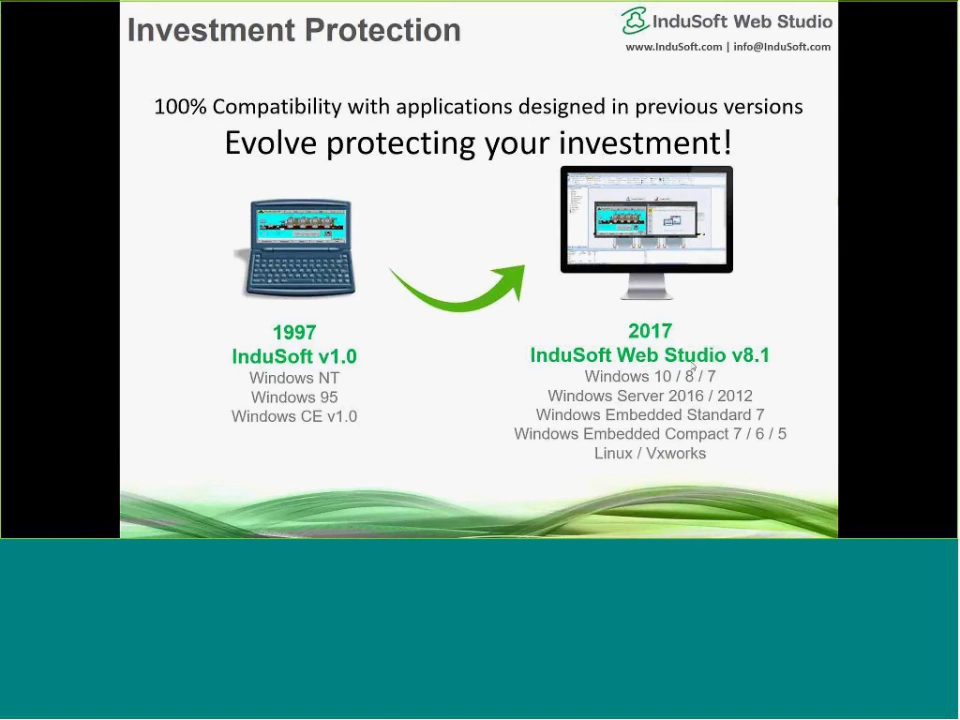 Investment Protection
InduSoft Web Studio
www.InduSoft.com | info@InduSoft.com
100% Compatibility with applications designed in previous versions
Evolve protecting your investment!
1997
InduSoft v1.0
Windows NT
Windows 95
Windows CE v1.0
2017
InduSoft Web Studio v8.1
Windows 10 / 8 / 7
Windows Server 2016 / 2012
Windows Embedded Standard 7
Windows Embedded Compact 7 / 6 / 5
Linux / Vxworks